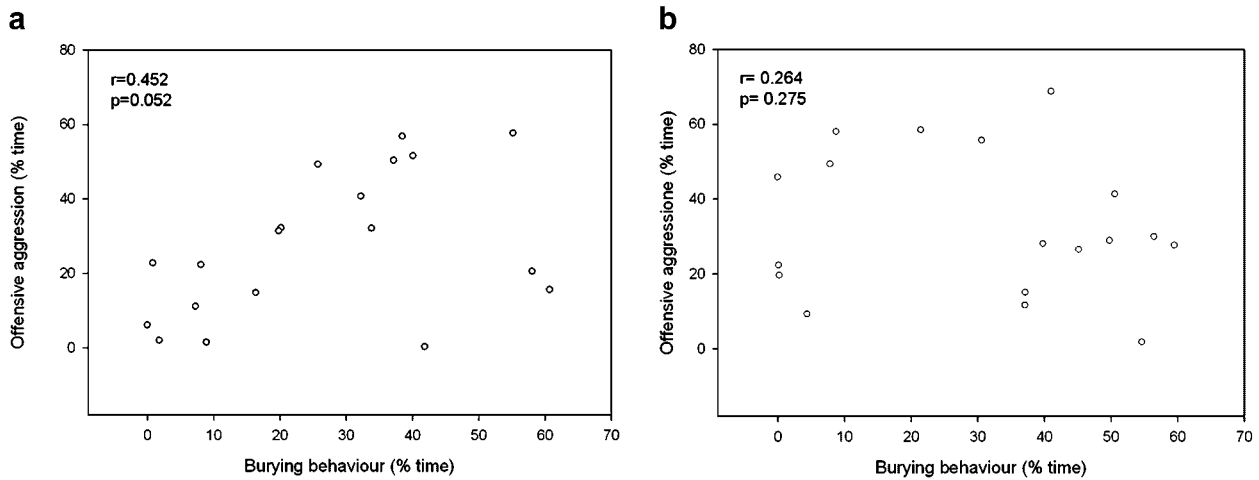 a
r=0.452
p=0.052
80
60
40
20
0
Offensive aggression (% time)
0 10 20 30 40 50 60 70
Burying behaviour (% time)
b
r= 0.264
p= 0.275
80
60
40
20
0
Offensive aggressione (% time)
0 10 20 30 40 50 60 70
Burying behaviour (% time)